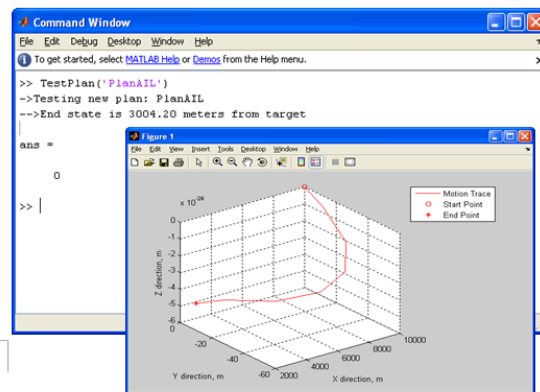 Command Window
File Edit Debug Desktop Window Help
To get started, select MATLAB Help or Demos from the Help menu.
>> TestPlan('PlanAIL')
->Testing new plan: PlanAIL
-->End state is 3004.20 meters from target
ans =
0
>>
Figure 1
File Edit View Insert Tools Desktop Window Help
x 10
Motion Trace
Start Point
End Point
0
-1
-2
-3
-4
-5
-6
Z direction, m
0
-20
-40
-60
Y direction, m
2000
4000
6000
8000
10000
X direction, m